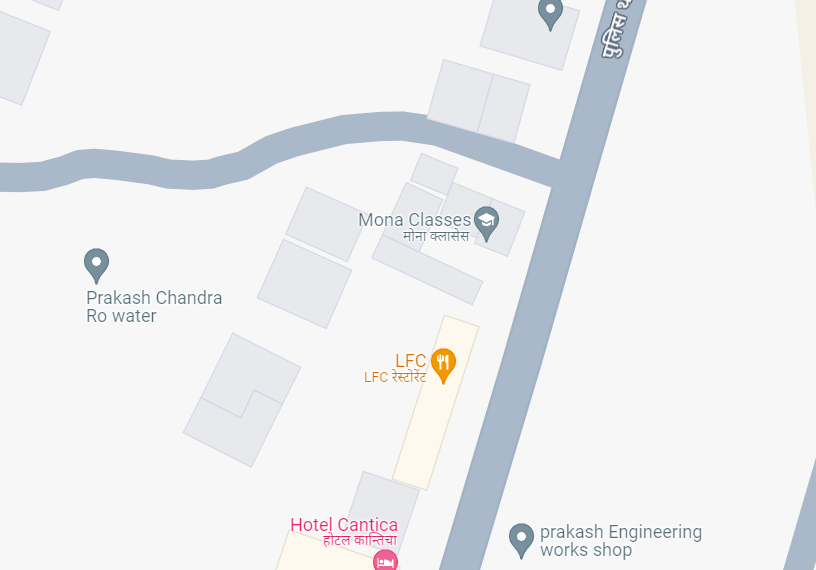 पुलिस
Mona Classes
मोना क्लासेस
Prakash Chandra
Ro water
LFC
LFC रेस्टोरेंट
Hotel Cantica
होटल कान्तिचा
prakash Engineering
works shop